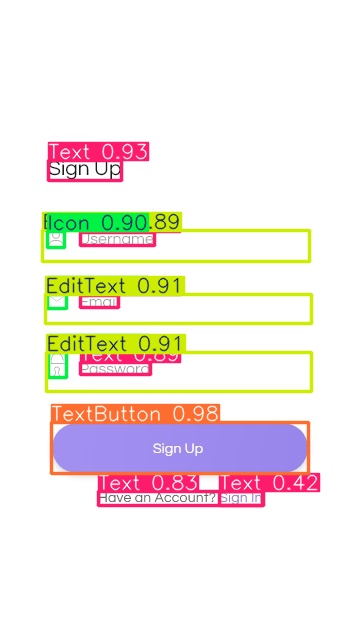 Text 0.93
Sign Up
Icon 0.90.89
Username
EditText 0.91
Email
EditText 0.91
Text 0.89
Password
TextButton 0.98
Sign Up
Text 0.83 Text 0.42
Have an Account? Sign In